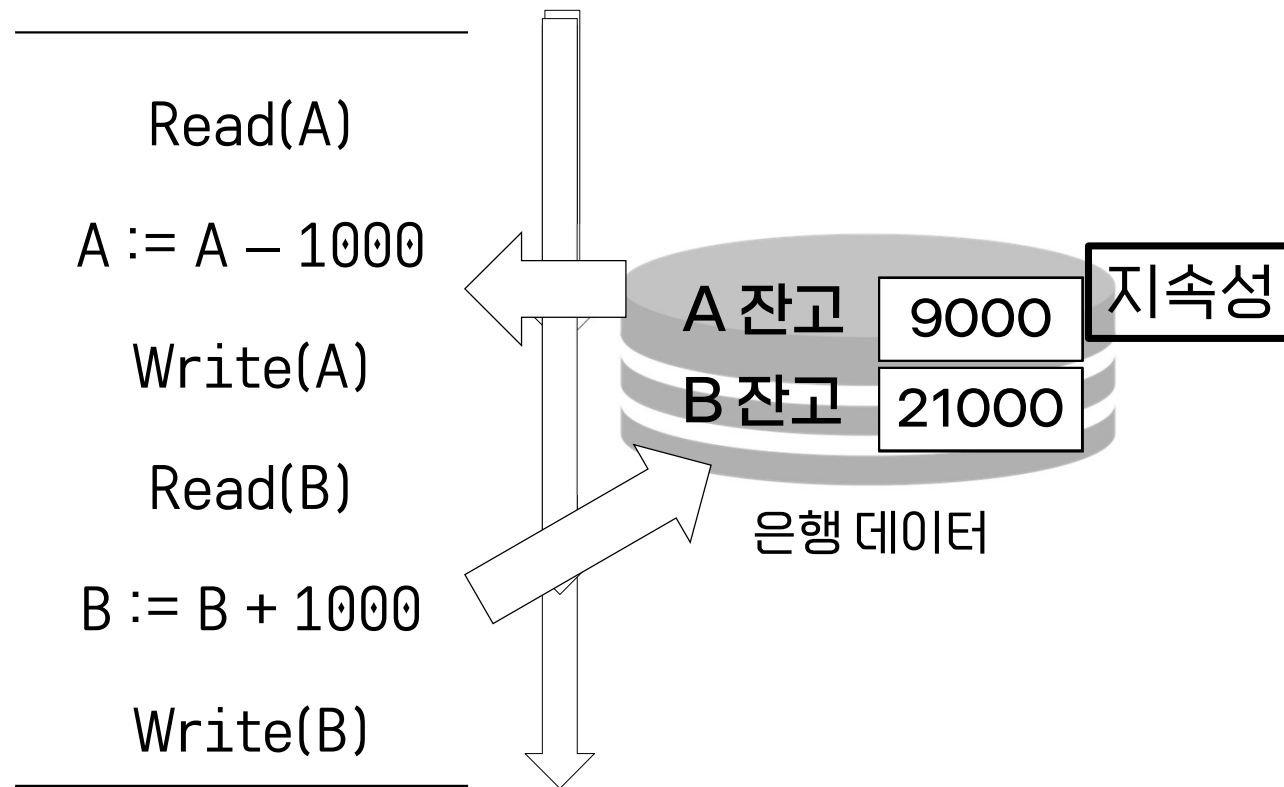 Read(A)
A := A – 1000
Write(A)
Read(B)
B := B + 1000
Write(B)
A 잔고 9000
B 잔고 21000
지속성
은행 데이터